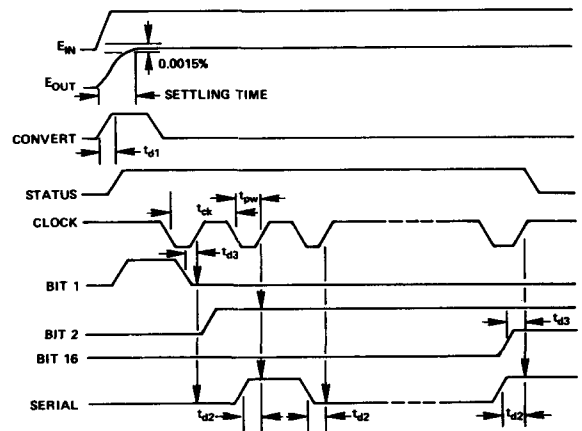 E_IN
0.0015%
E_OUT
SETTLING TIME
CONVERT
t_d1
STATUS
t_ck
t_pw
CLOCK
t_d3
BIT 1
BIT 2
t_d3
BIT 16
SERIAL
t_d2
t_d2
t_d2